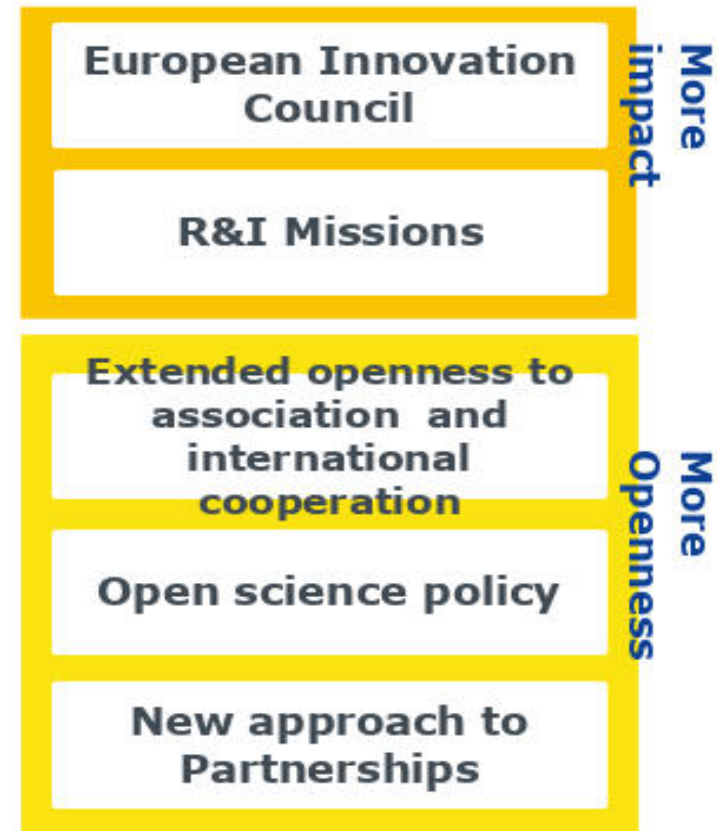 European Innovation
Council
R&I Missions
More
impact
Extended openness to
association and
international
cooperation
Open science policy
New approach to
Partnerships
More
Openness